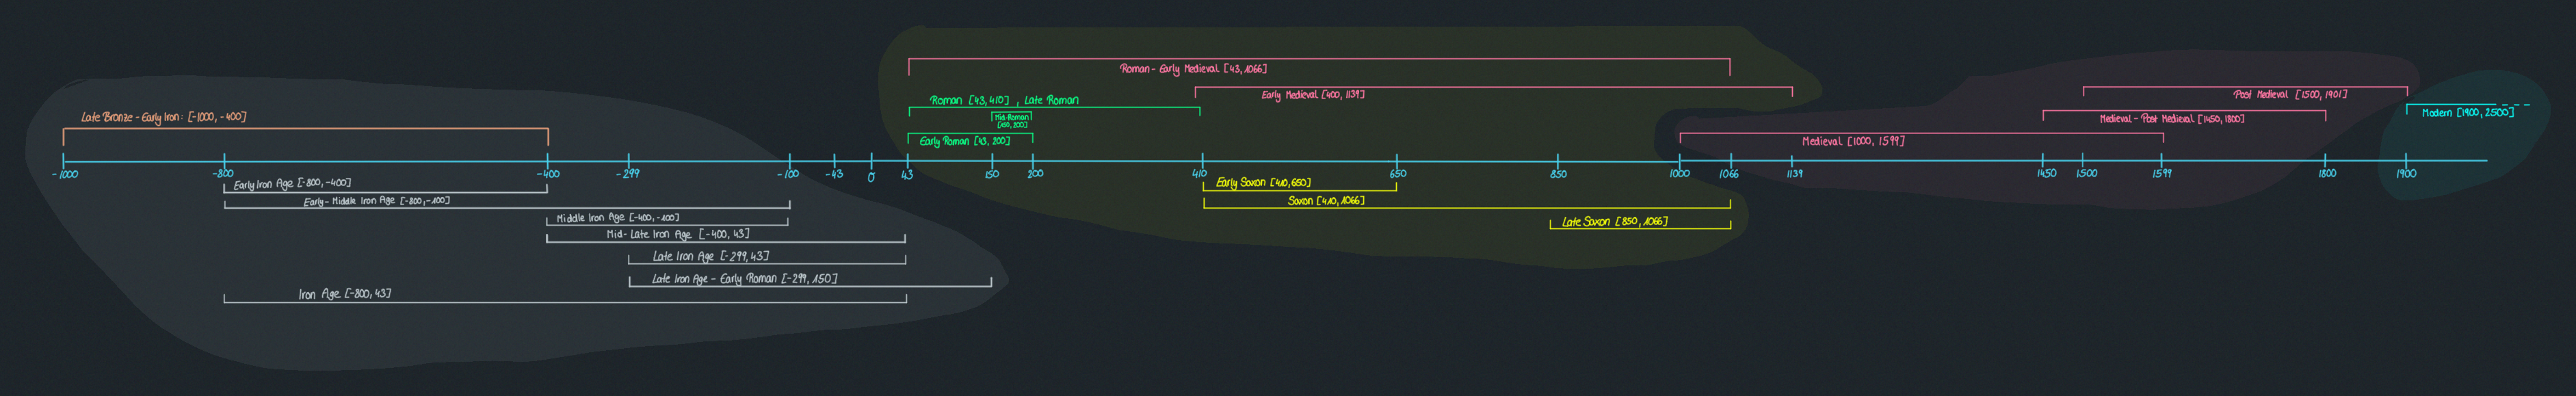 Roman - Early Medieval [43, 1066]
Early Medieval [400, 1139]
Post Medieval [1500, 1901]
Roman [43, 410] , Late Roman
Modern [1900, 2500]
Late Bronze - Early Iron: [-1000, -400]
Mid-Roman
[150, 200]
Medieval - Post Medieval [1450, 1800]
Early Roman [43, 200]
Medieval [1000, 1599]
-1000 -800 -400 -299 -100 -43 0 43 150 200 410 650 850 1000 1066 1139 1450 1500 1599 1800 1900
Early Iron Age [-800, -400]
Early Saxon [410, 650]
Early-Middle Iron Age [-800, -100]
Saxon [410, 1066]
Middle Iron Age [-400, -100]
Late Saxon [850, 1066]
Mid-Late Iron Age [-400, 43]
Late Iron Age [-299, 43]
Late Iron Age - Early Roman [-299, 150]
Iron Age [-800, 43]